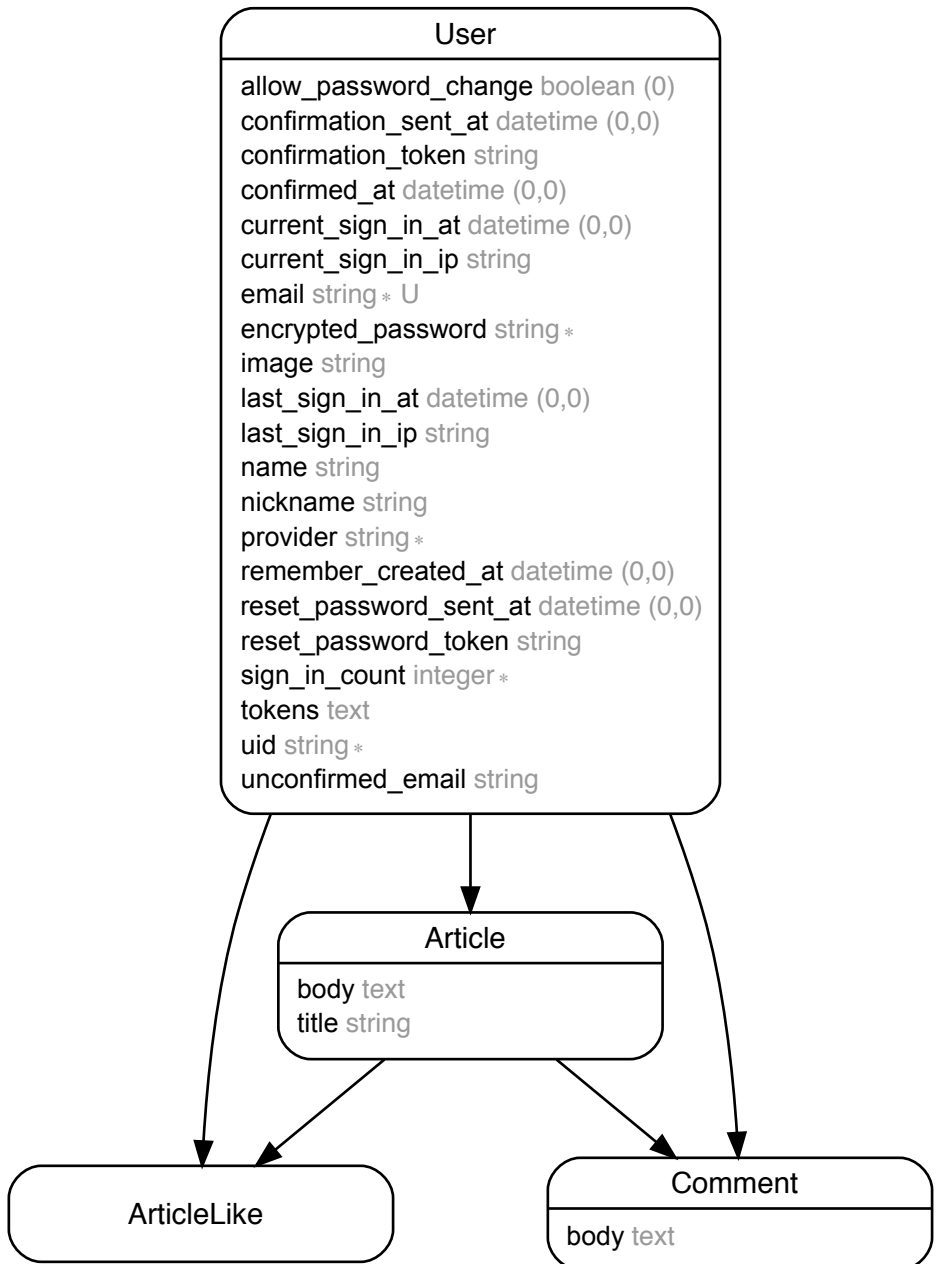 User
allow_password_change boolean (0)
confirmation_sent_at datetime (0,0)
confirmation_token string
confirmed_at datetime (0,0)
current_sign_in_at datetime (0,0)
current_sign_in_ip string
email string ∗ U
encrypted_password string ∗
image string
last_sign_in_at datetime (0,0)
last_sign_in_ip string
name string
nickname string
provider string ∗
remember_created_at datetime (0,0)
reset_password_sent_at datetime (0,0)
reset_password_token string
sign_in_count integer ∗
tokens text
uid string ∗
unconfirmed_email string
Article
body text
title string
ArticleLike
Comment
body text